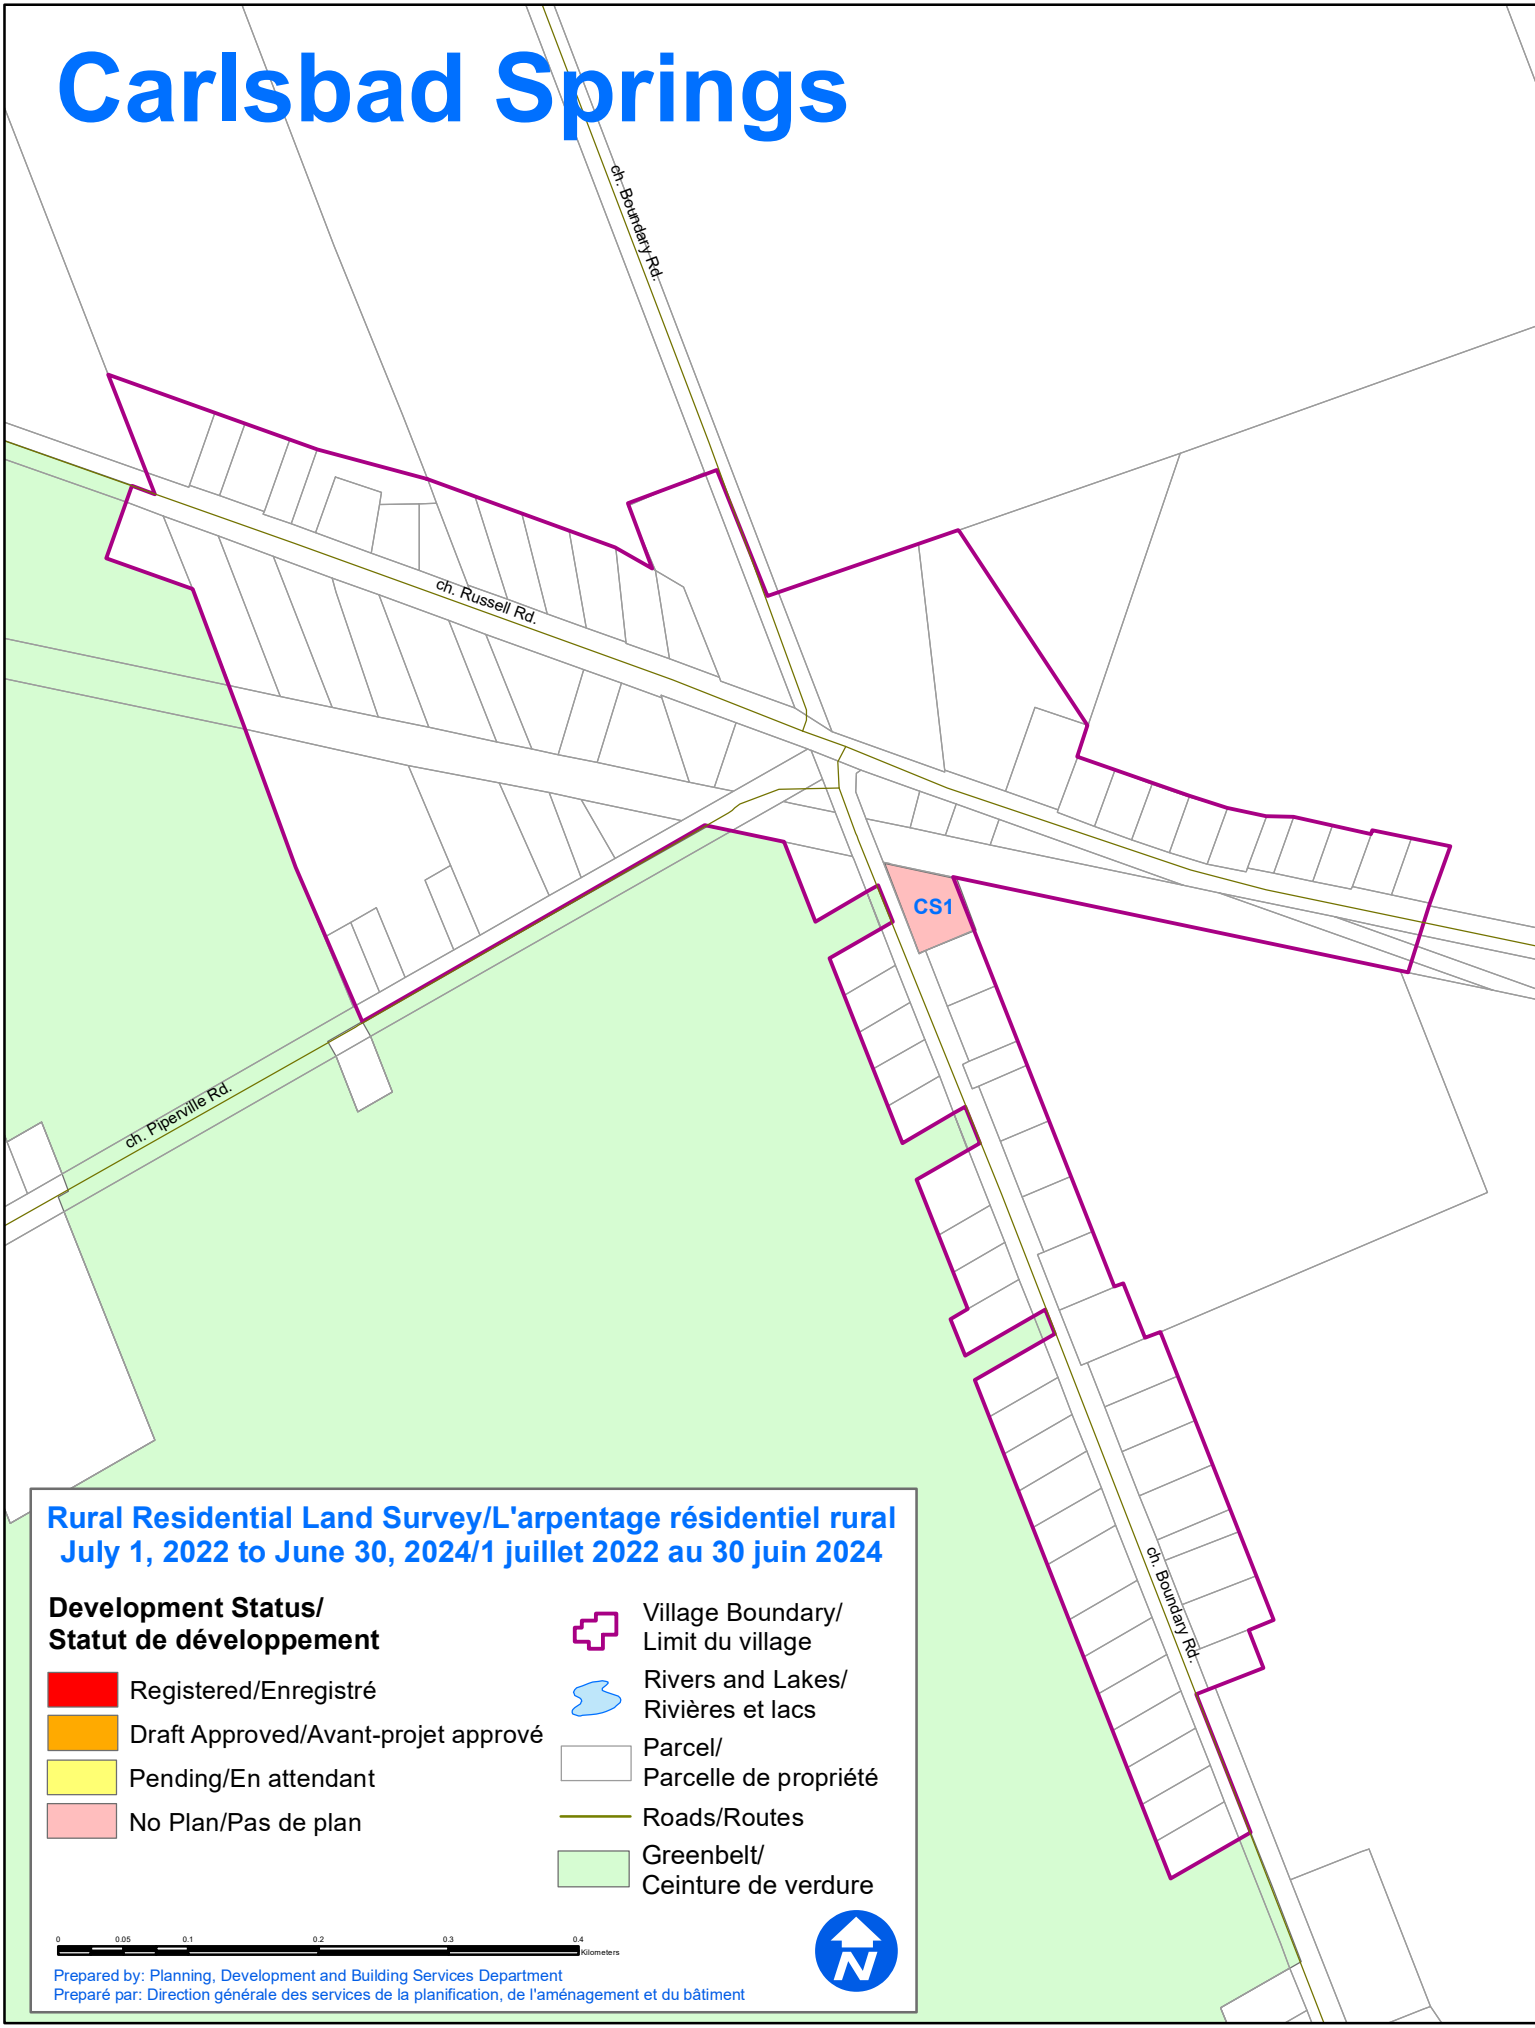 Carlsbad Springs
ch. Boundary Rd.
ch. Russell Rd.
CS1
ch. Piperville Rd.
ch. Boundary Rd.
Rural Residential Land Survey/L'arpentage résidentiel rural
July 1, 2022 to June 30, 2024/1 juillet 2022 au 30 juin 2024
Development Status/
Statut de développement
Registered/Enregistré
Draft Approved/Avant-projet apprové
Pending/En attendant
No Plan/Pas de plan
Village Boundary/
Limit du village
Rivers and Lakes/
Rivières et lacs
Parcel/
Parcelle de propriété
Roads/Routes
Greenbelt/
Ceinture de verdure
0 0.05 0.1 0.2 0.3 0.4
Kilometers
N
Prepared by: Planning, Development and Building Services Department
Preparé par: Direction générale des services de la planification, de l'aménagement et du bâtiment